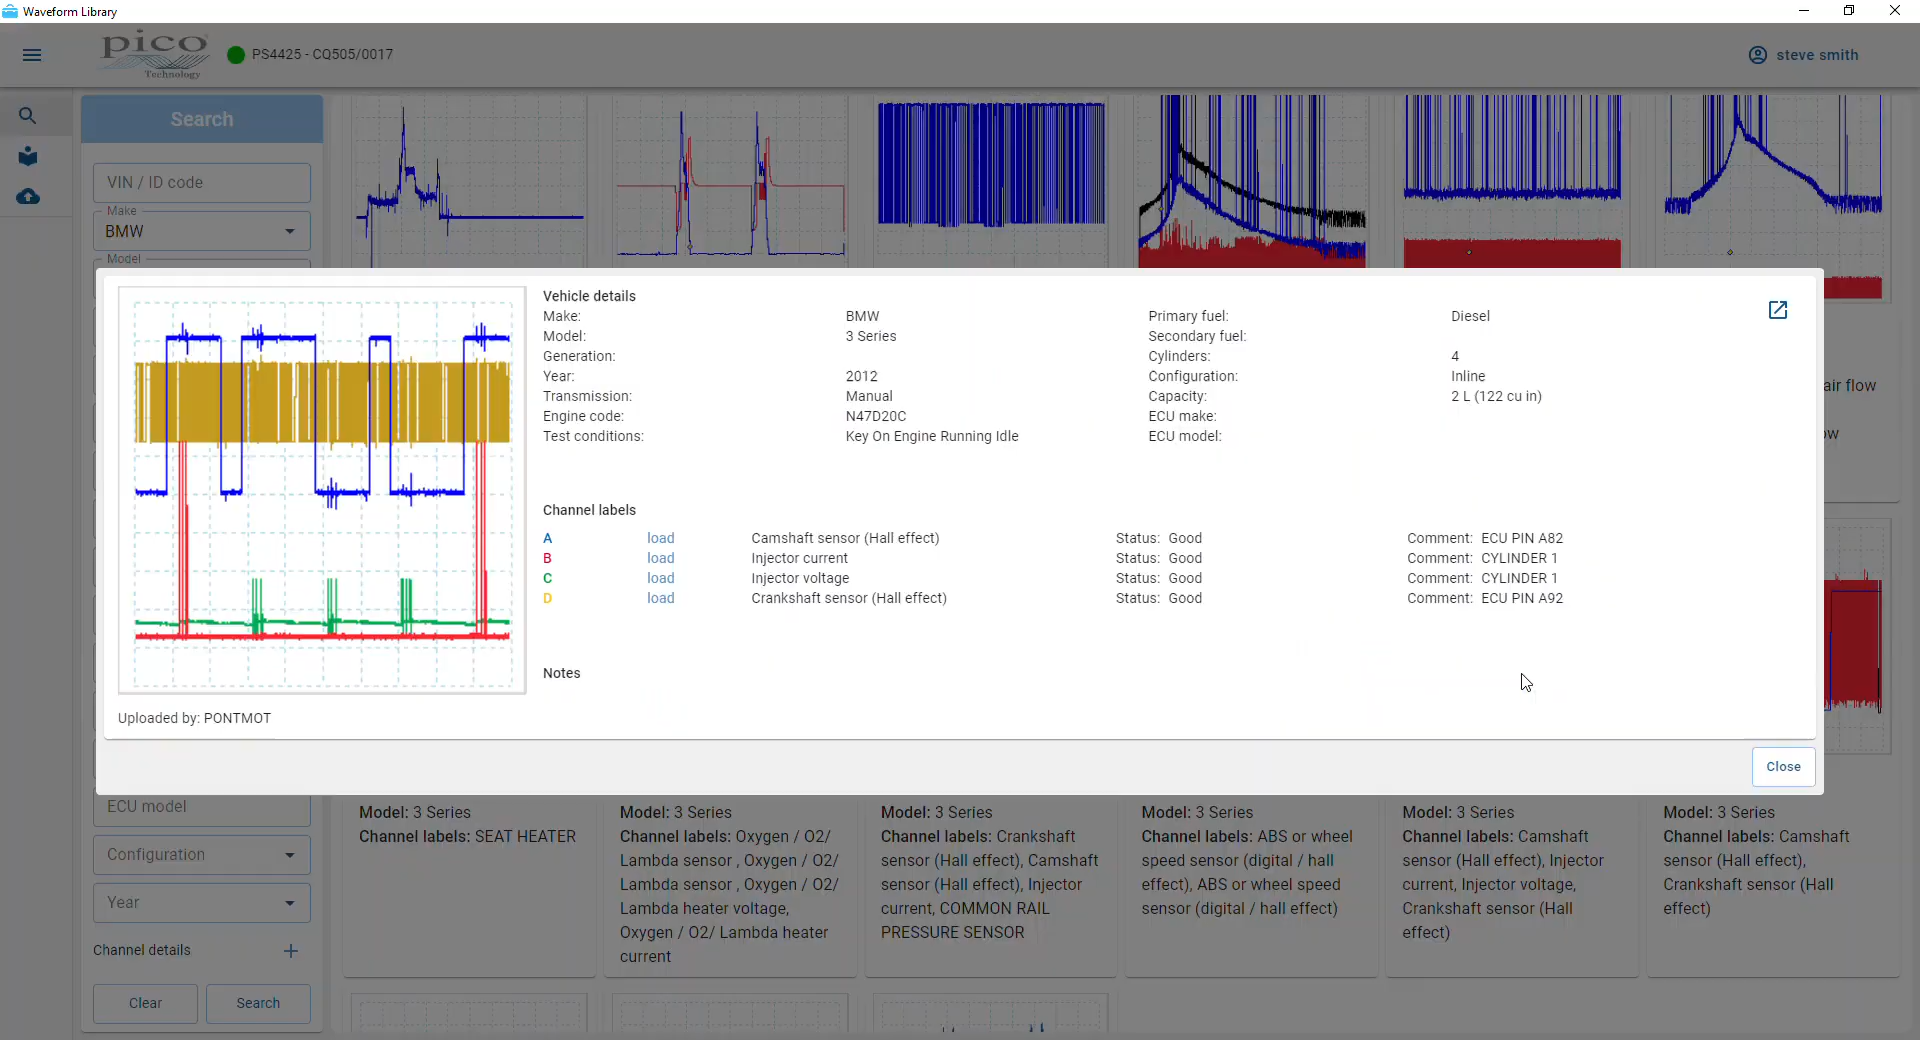 Waveform Library
pico
Technology
PS4425 - CQ505/0017
steve smith
Search
VIN / ID code
Make
BMW
Model
air flow
ow
Vehicle details
Make: BMW Primary fuel: Diesel
Model: 3 Series Secondary fuel:
Generation: Cylinders: 4
Year: 2012 Configuration: Inline
Transmission: Manual Capacity: 2 L (122 cu in)
Engine code: N47D20C ECU make:
Test conditions: Key On Engine Running Idle ECU model:
Channel labels
A load Camshaft sensor (Hall effect) Status: Good Comment: ECU PIN A82
B load Injector current Status: Good Comment: CYLINDER 1
C load Injector voltage Status: Good Comment: CYLINDER 1
D load Crankshaft sensor (Hall effect) Status: Good Comment: ECU PIN A92
Notes
Uploaded by: PONTMOT
Close
ECU model
Configuration
Year
Channel details
Clear
Search
Model: 3 Series
Channel labels: SEAT HEATER
Model: 3 Series
Channel labels: Oxygen / O2/
Lambda sensor , Oxygen / O2/
Lambda sensor , Oxygen / O2/
Lambda heater voltage,
Oxygen / O2/ Lambda heater
current
Model: 3 Series
Channel labels: Crankshaft
sensor (Hall effect), Camshaft
sensor (Hall effect), Injector
current, COMMON RAIL
PRESSURE SENSOR
Model: 3 Series
Channel labels: ABS or wheel
speed sensor (digital / hall
effect), ABS or wheel speed
sensor (digital / hall effect)
Model: 3 Series
Channel labels: Camshaft
sensor (Hall effect), Injector
current, Injector voltage,
Crankshaft sensor (Hall
effect)
Model: 3 Series
Channel labels: Camshaft
sensor (Hall effect),
Crankshaft sensor (Hall
effect)